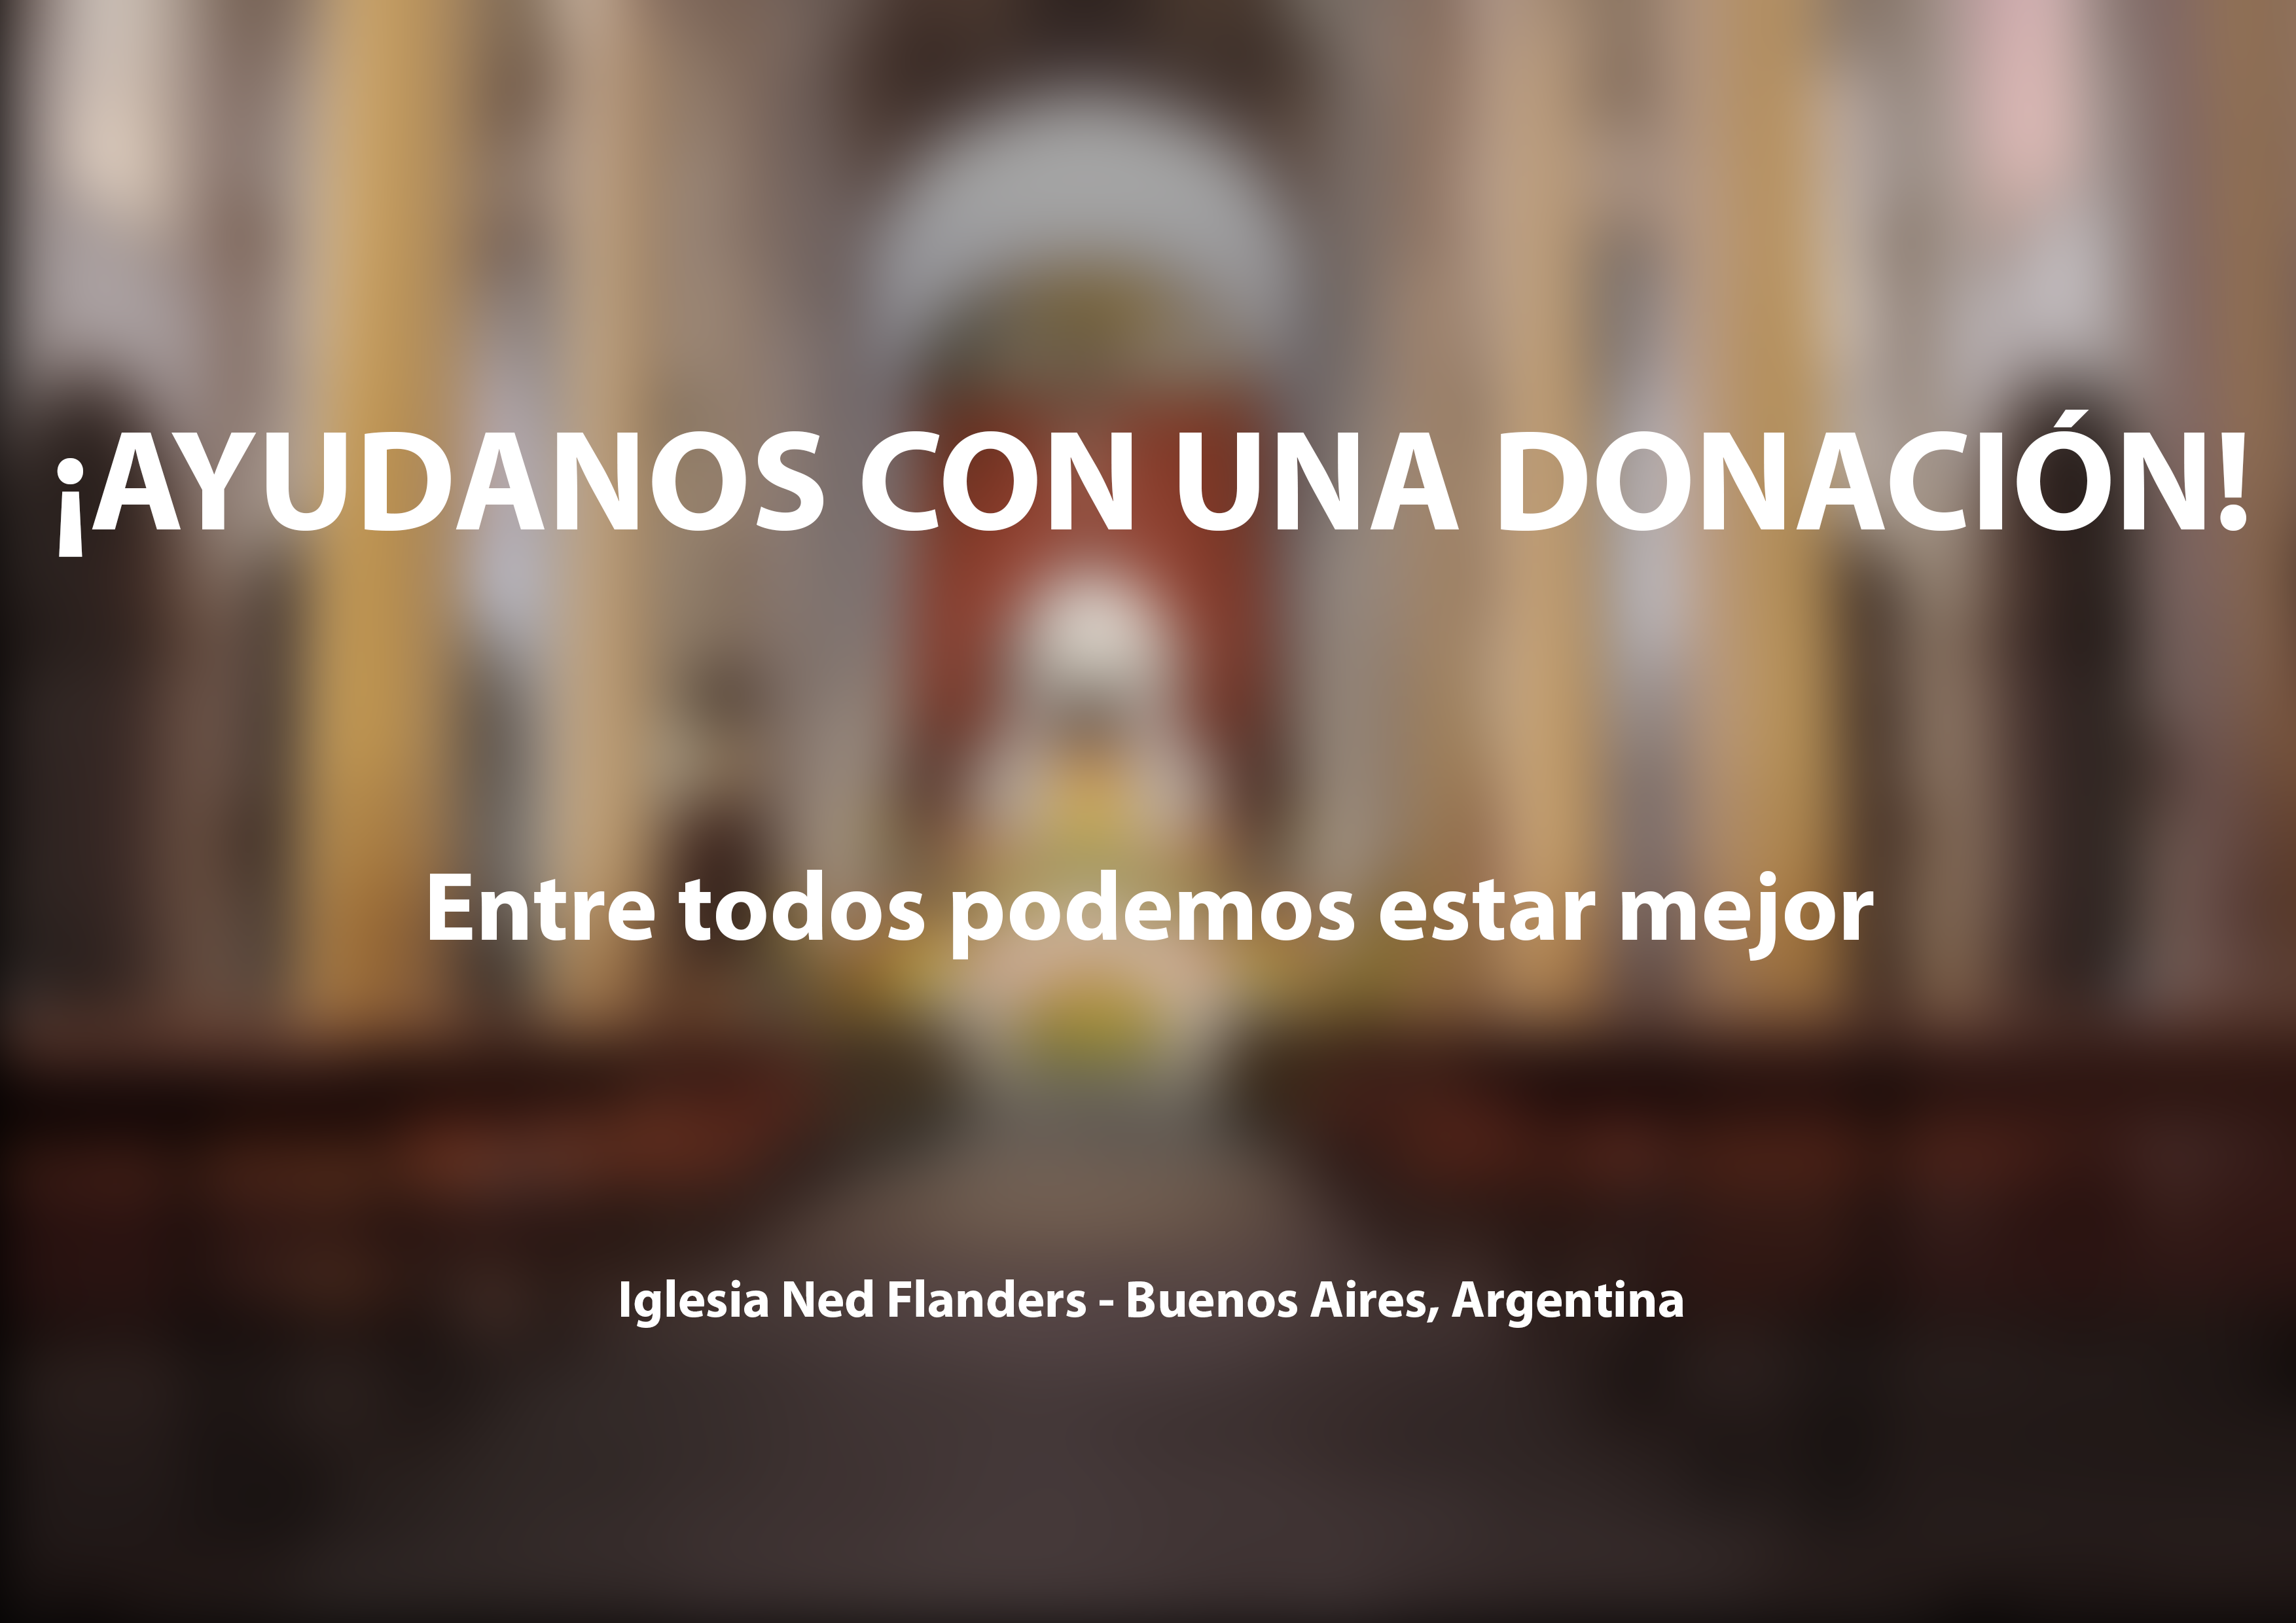 ¡AYUDANOS CON UNA DONACIÓN!
Entre todos podemos estar mejor
Iglesia Ned Flanders - Buenos Aires, Argentina